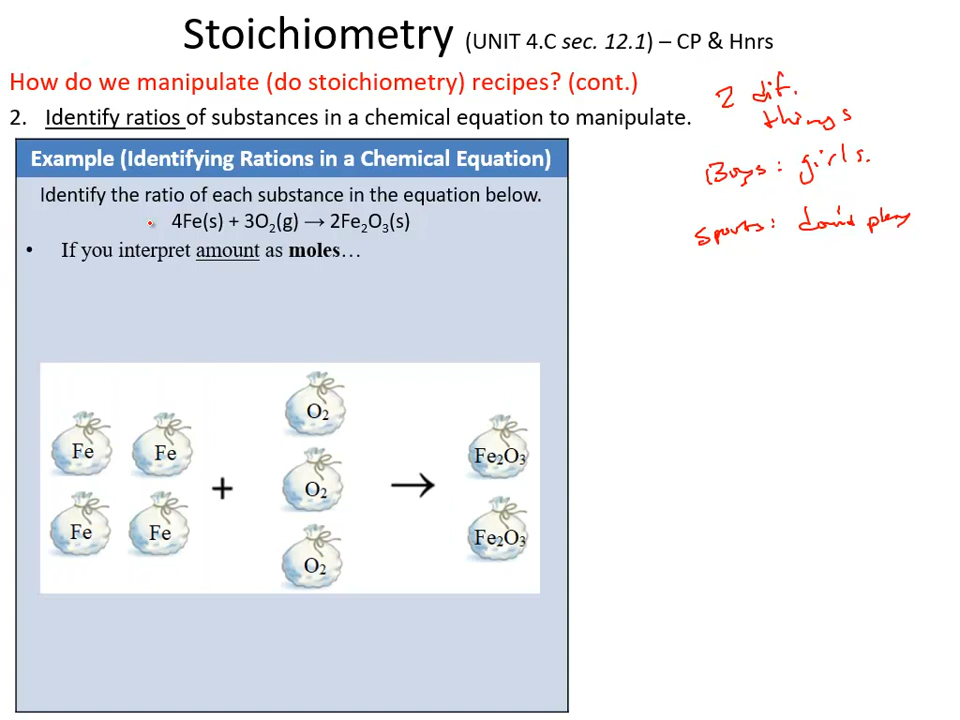 Stoichiometry (UNIT 4.C sec. 12.1) – CP & Hnrs
How do we manipulate (do stoichiometry) recipes? (cont.)
2. Identify ratios of substances in a chemical equation to manipulate.
Example (Identifying Rations in a Chemical Equation)
Identify the ratio of each substance in the equation below.
4Fe(s) + 3O₂(g) → 2Fe₂O₃(s)
• If you interpret amount as moles…
O₂
Fe Fe
O₂
Fe Fe
O₂
+
→
Fe₂O₃
Fe₂O₃
2 dif.
things
Boys : girls.
sports : don't play